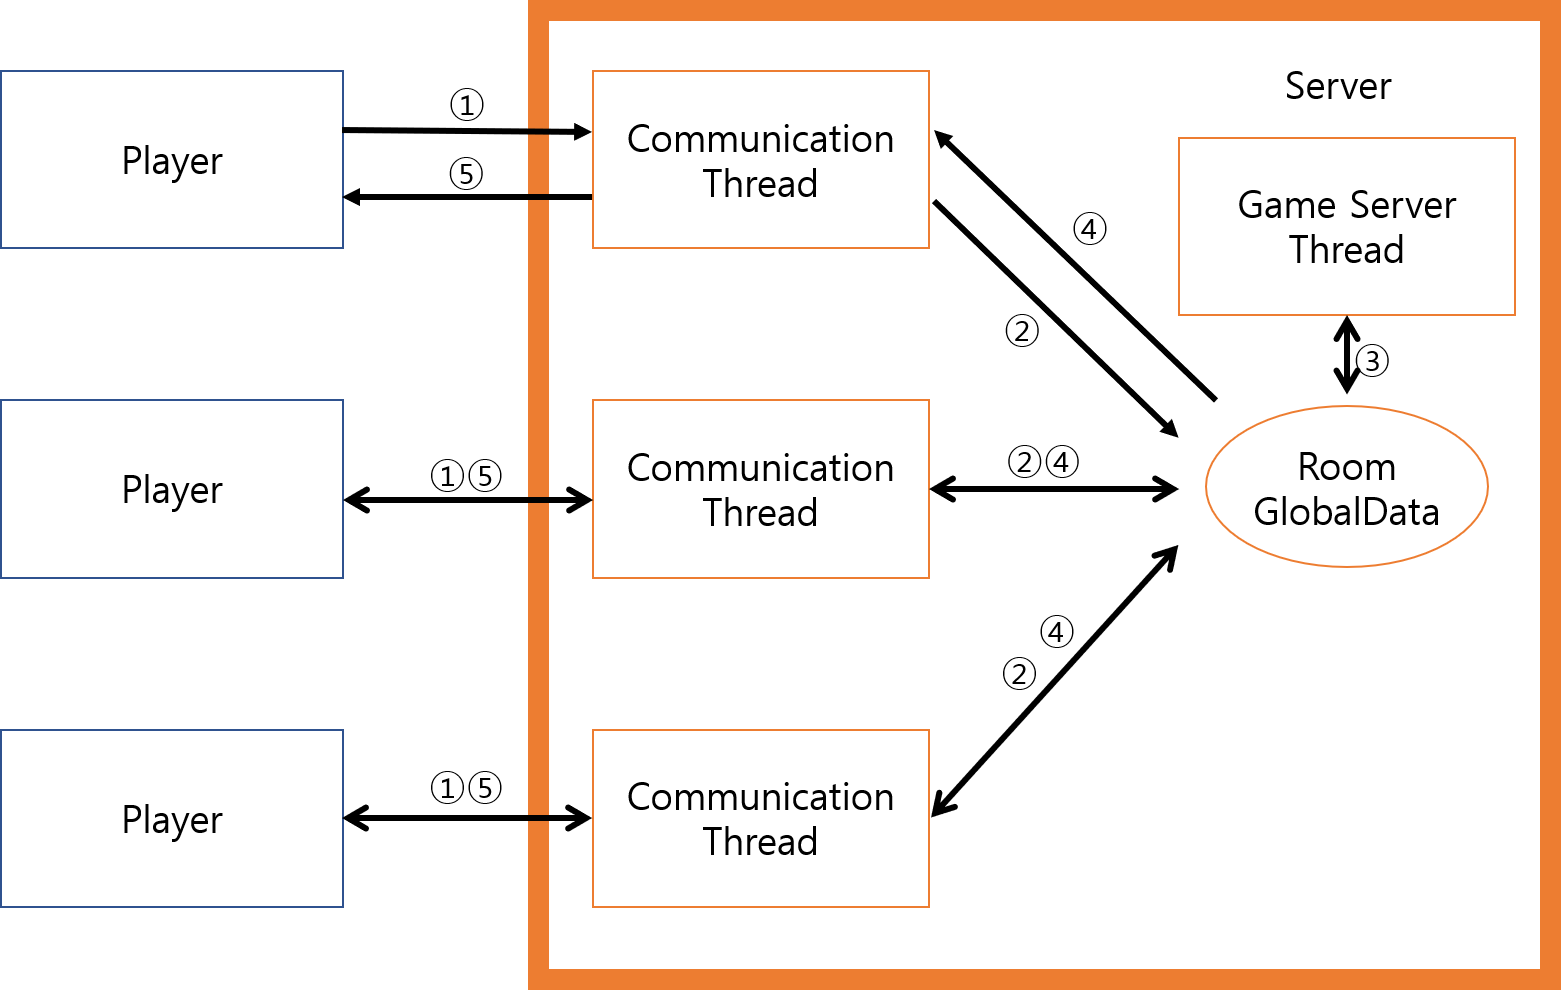 Server
①
Player
⑤
Communication
Thread
④
②
Game Server
Thread
③
Player
①⑤
Communication
Thread
②④
Room
GlobalData
④
②
Player
①⑤
Communication
Thread